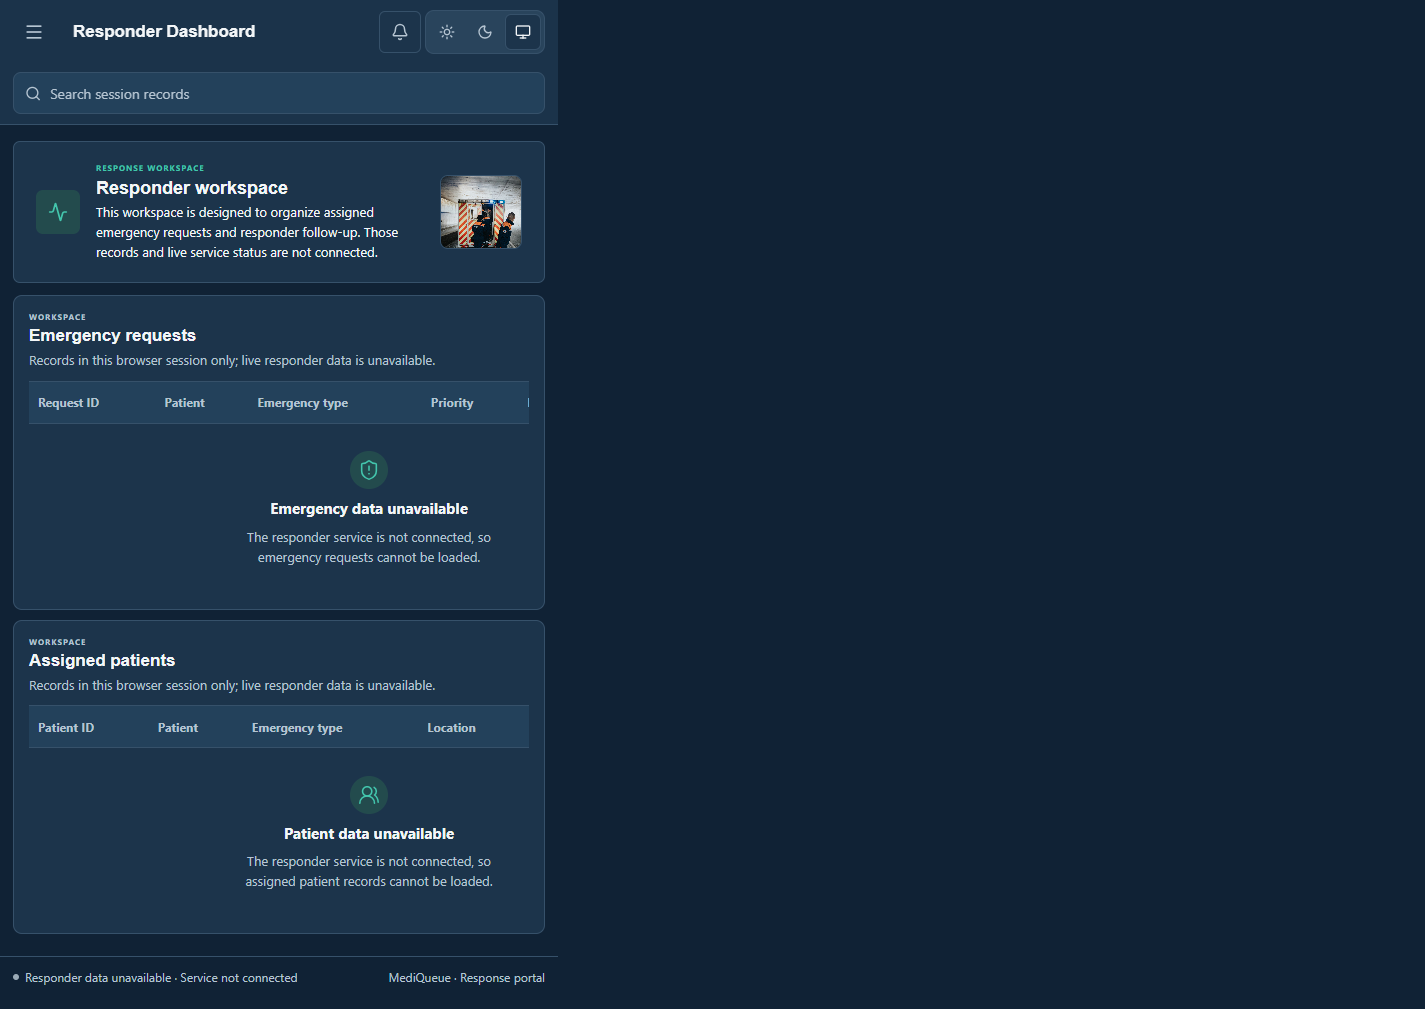 Responder Dashboard
Search session records
RESPONSE WORKSPACE
Responder workspace
This workspace is designed to organize assigned
emergency requests and responder follow-up. Those
records and live service status are not connected.
WORKSPACE
Emergency requests
Records in this browser session only; live responder data is unavailable.
Request ID Patient Emergency type Priority
Emergency data unavailable
The responder service is not connected, so
emergency requests cannot be loaded.
WORKSPACE
Assigned patients
Records in this browser session only; live responder data is unavailable.
Patient ID Patient Emergency type Location
Patient data unavailable
The responder service is not connected, so
assigned patient records cannot be loaded.
Responder data unavailable · Service not connected MediQueue · Response portal